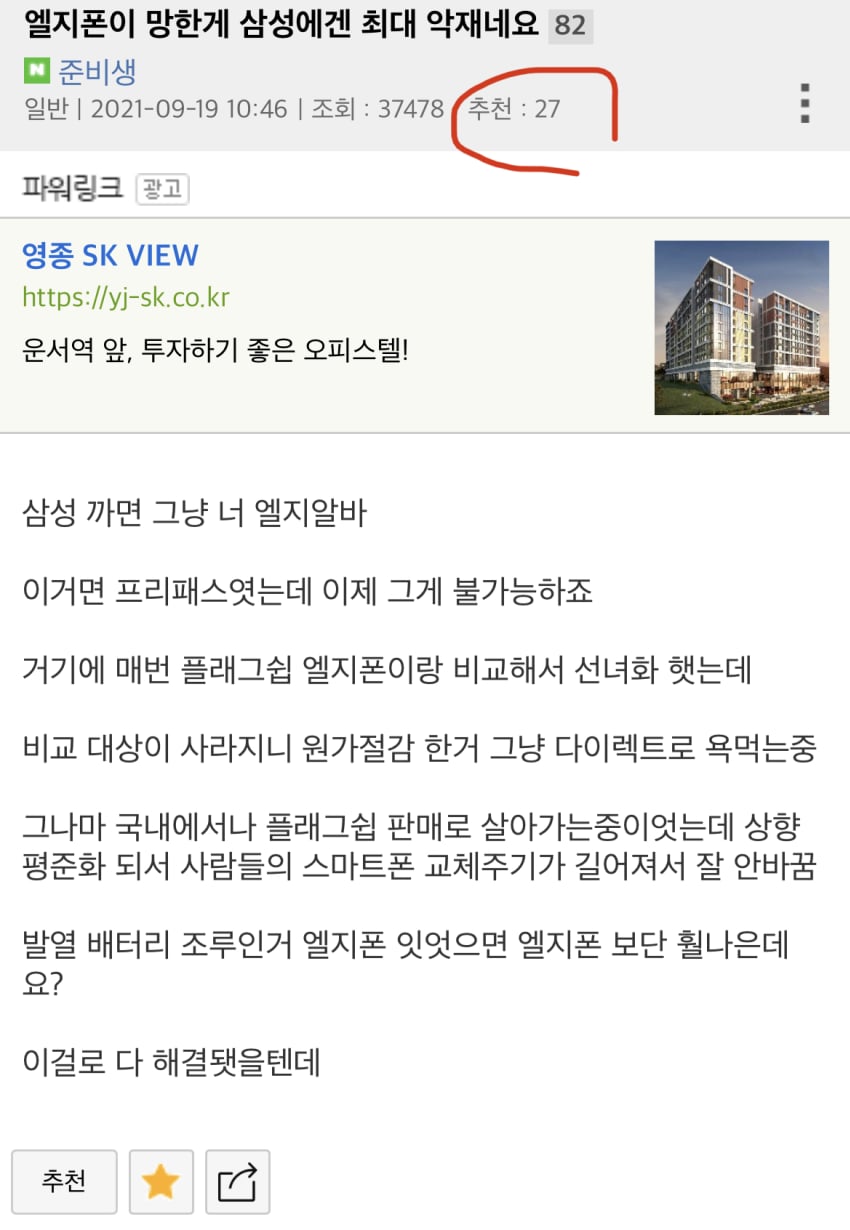 엘지폰이 망한게 삼성에겐 최대 악재네요 82
N 준비생
일반 | 2021-09-19 10:46 | 조회 : 37478 추천 : 27
파워링크 광고
영종 SK VIEW
https://yj-sk.co.kr
운서역 앞, 투자하기 좋은 오피스텔!
삼성 까면 그냥 너 엘지알바
이거면 프리패스엿는데 이제 그게 불가능하죠
거기에 매번 플래그쉽 엘지폰이랑 비교해서 선녀화 햇는데
비교 대상이 사라지니 원가절감 한거 그냥 다이렉트로 욕먹는중
그나마 국내에서나 플래그쉽 판매로 살아가는중이엇는데 상향
평준화 되서 사람들의 스마트폰 교체주기가 길어져서 잘 안바꿈
발열 배터리 조루인거 엘지폰 잇엇으면 엘지폰 보단 훨나은데
요?
이걸로 다 해결됏을텐데
추천